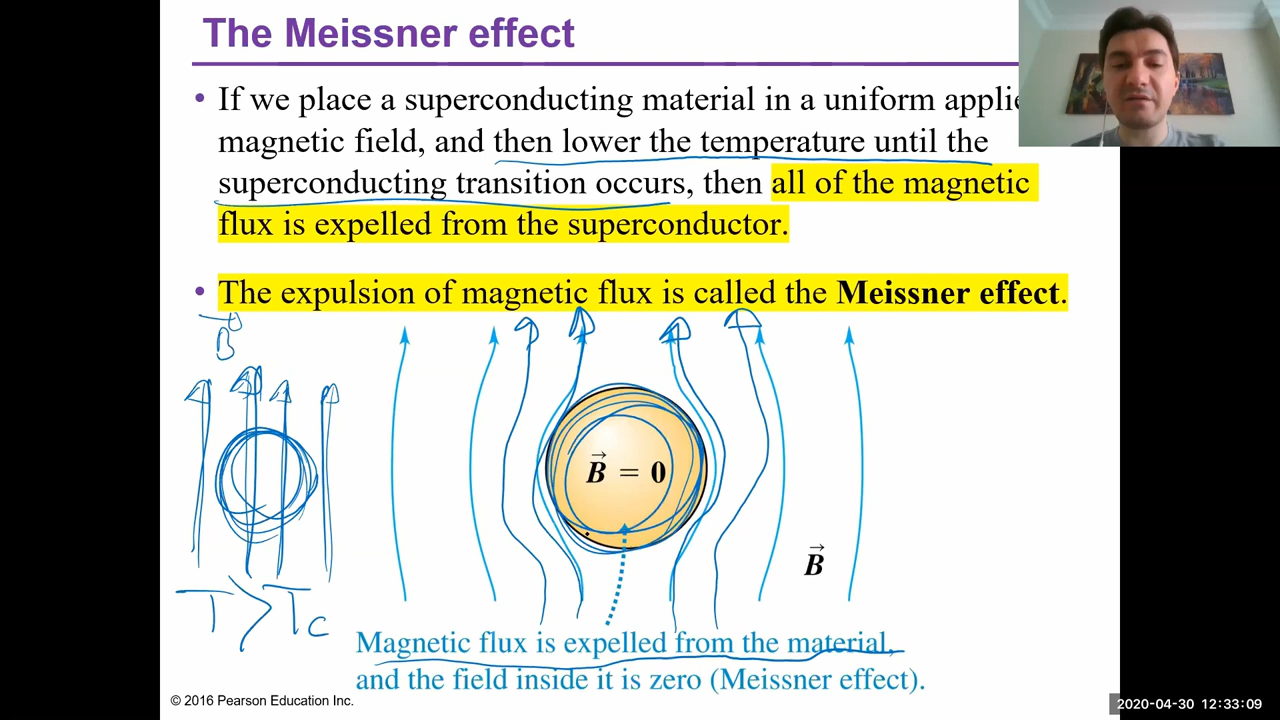 The Meissner effect
• If we place a superconducting material in a uniform applie
magnetic field, and then lower the temperature until the
superconducting transition occurs, then all of the magnetic
flux is expelled from the superconductor.
• The expulsion of magnetic flux is called the Meissner effect.
B
B = 0
B
T > Tc
Magnetic flux is expelled from the material,
and the field inside it is zero (Meissner effect).
© 2016 Pearson Education Inc.
2020-04-30 12:33:09